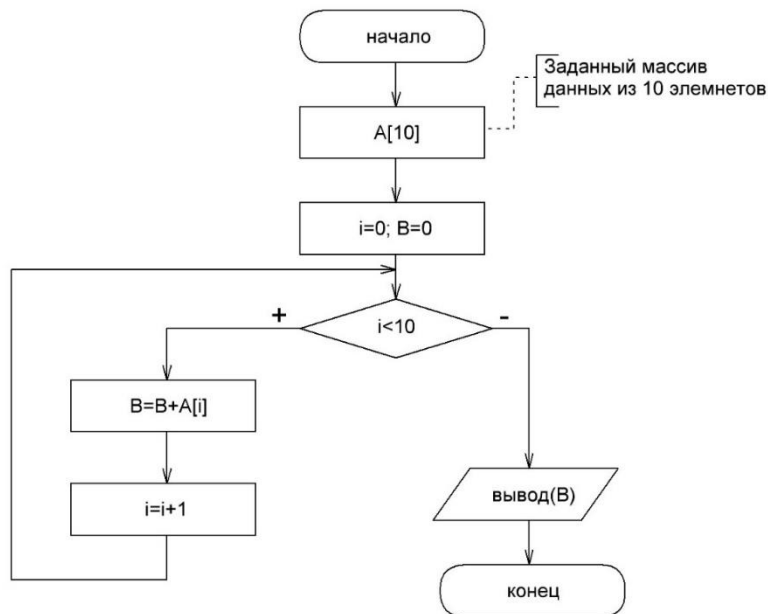 начало
Заданный массив
данных из 10 элемнетов
A[10]
i=0; B=0
+
i<10
-
B=B+A[i]
i=i+1
вывод(B)
конец